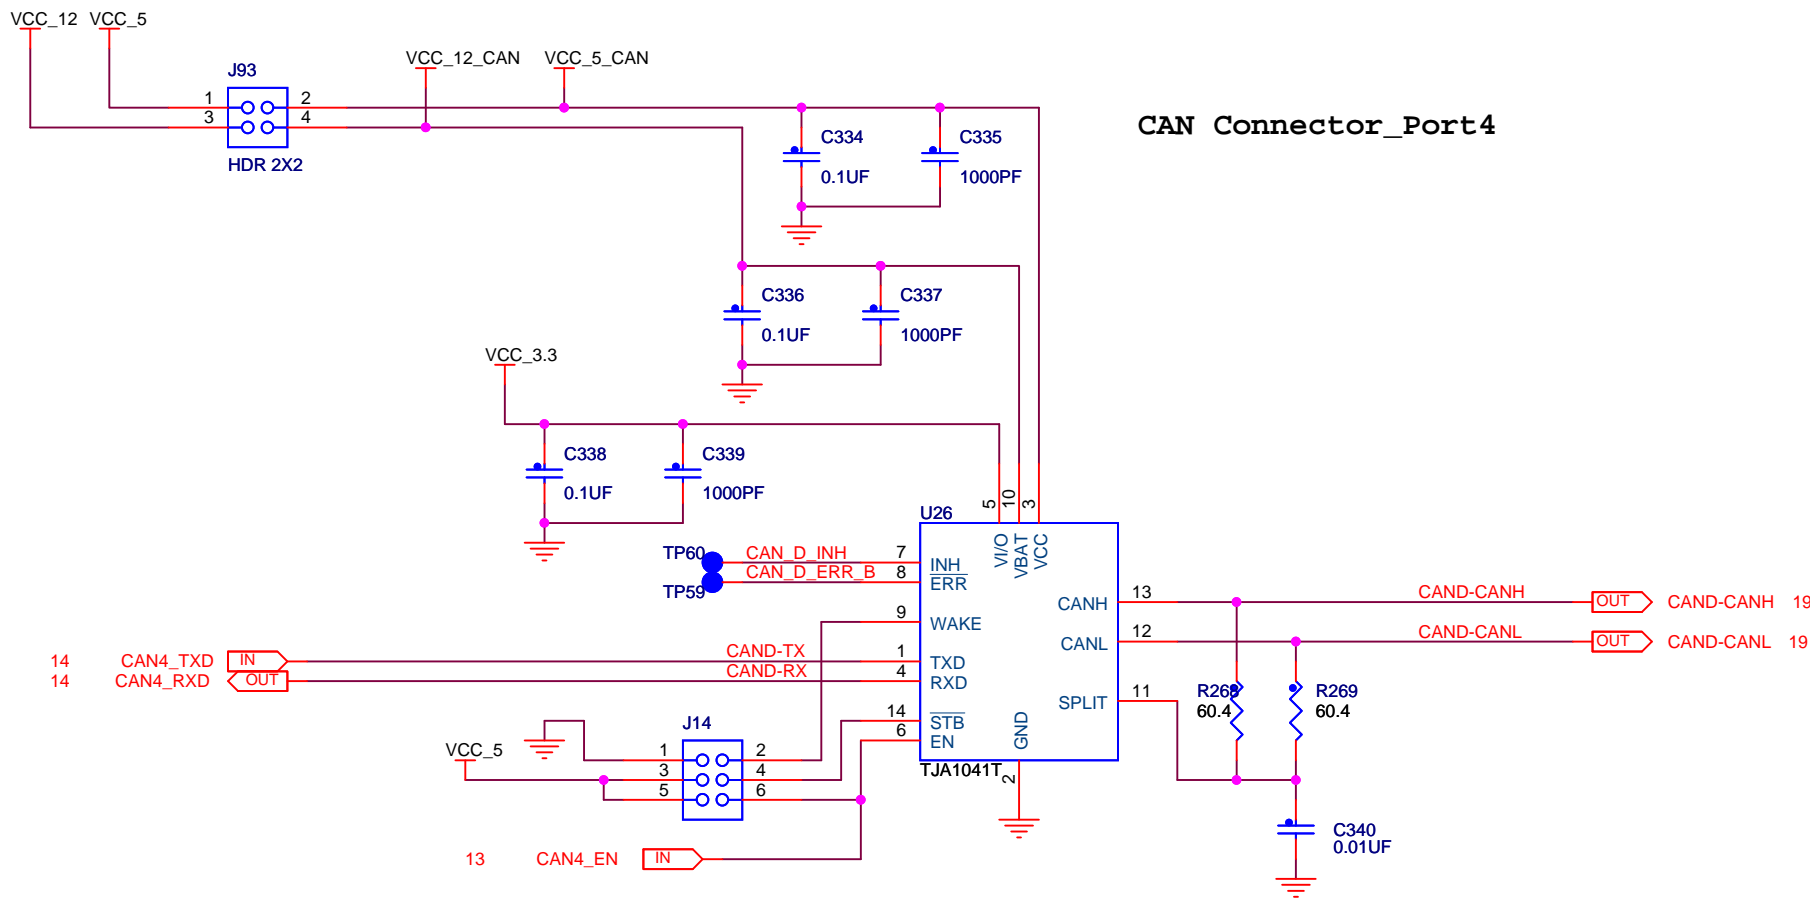 VCC_12 VCC_5
VCC_12_CAN VCC_5_CAN
J93
1 2
3 4
HDR 2X2
CAN Connector_Port4
C334
0.1UF
C335
1000PF
C336
0.1UF
C337
1000PF
VCC_3.3
C338
0.1UF
C339
1000PF
U26
5 10 3
VI/O VBAT VCC
TP60 CAN_D_INH 7 INH
TP59 CAN_D_ERR_B 8 ERR
9 WAKE
14 CAN4_TXD IN CAND-TX 1 TXD
14 CAN4_RXD OUT CAND-RX 4 RXD
14 STB
6 EN
GND
2
TJA1041T
CANH 13 CAND-CANH OUT CAND-CANH 19
CANL 12 CAND-CANL OUT CAND-CANL 19
SPLIT 11
R268
60.4
R269
60.4
J14
VCC_5
1 2
3 4
5 6
13 CAN4_EN IN
C340
0.01UF